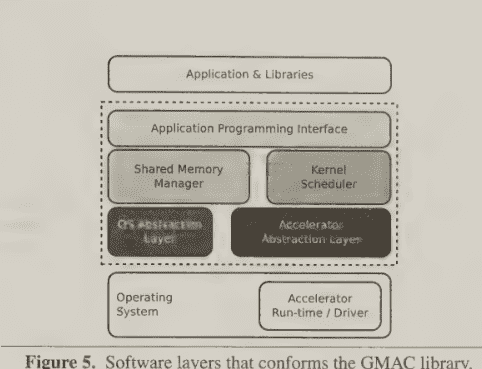 Application & Libraries
Application Programming Interface
Shared Memory
Manager
Kernel
Scheduler
OS Abstraction
Layer
Accelerator
Abstraction Layer
Operating
System
Accelerator
Run-time / Driver
Figure 5. Software layers that conforms the GMAC library.